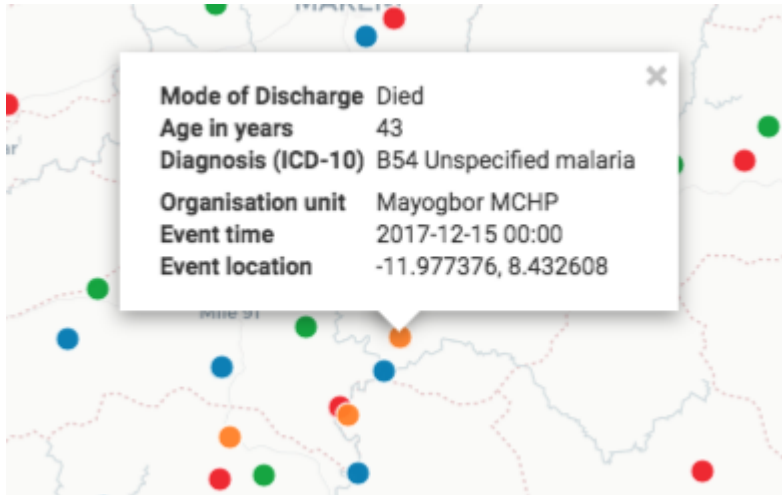 MAKENI
Mode of Discharge Died
Age in years 43
Diagnosis (ICD-10) B54 Unspecified malaria
Organisation unit Mayogbor MCHP
Event time 2017-12-15 00:00
Event location -11.977376, 8.432608
Mile 91